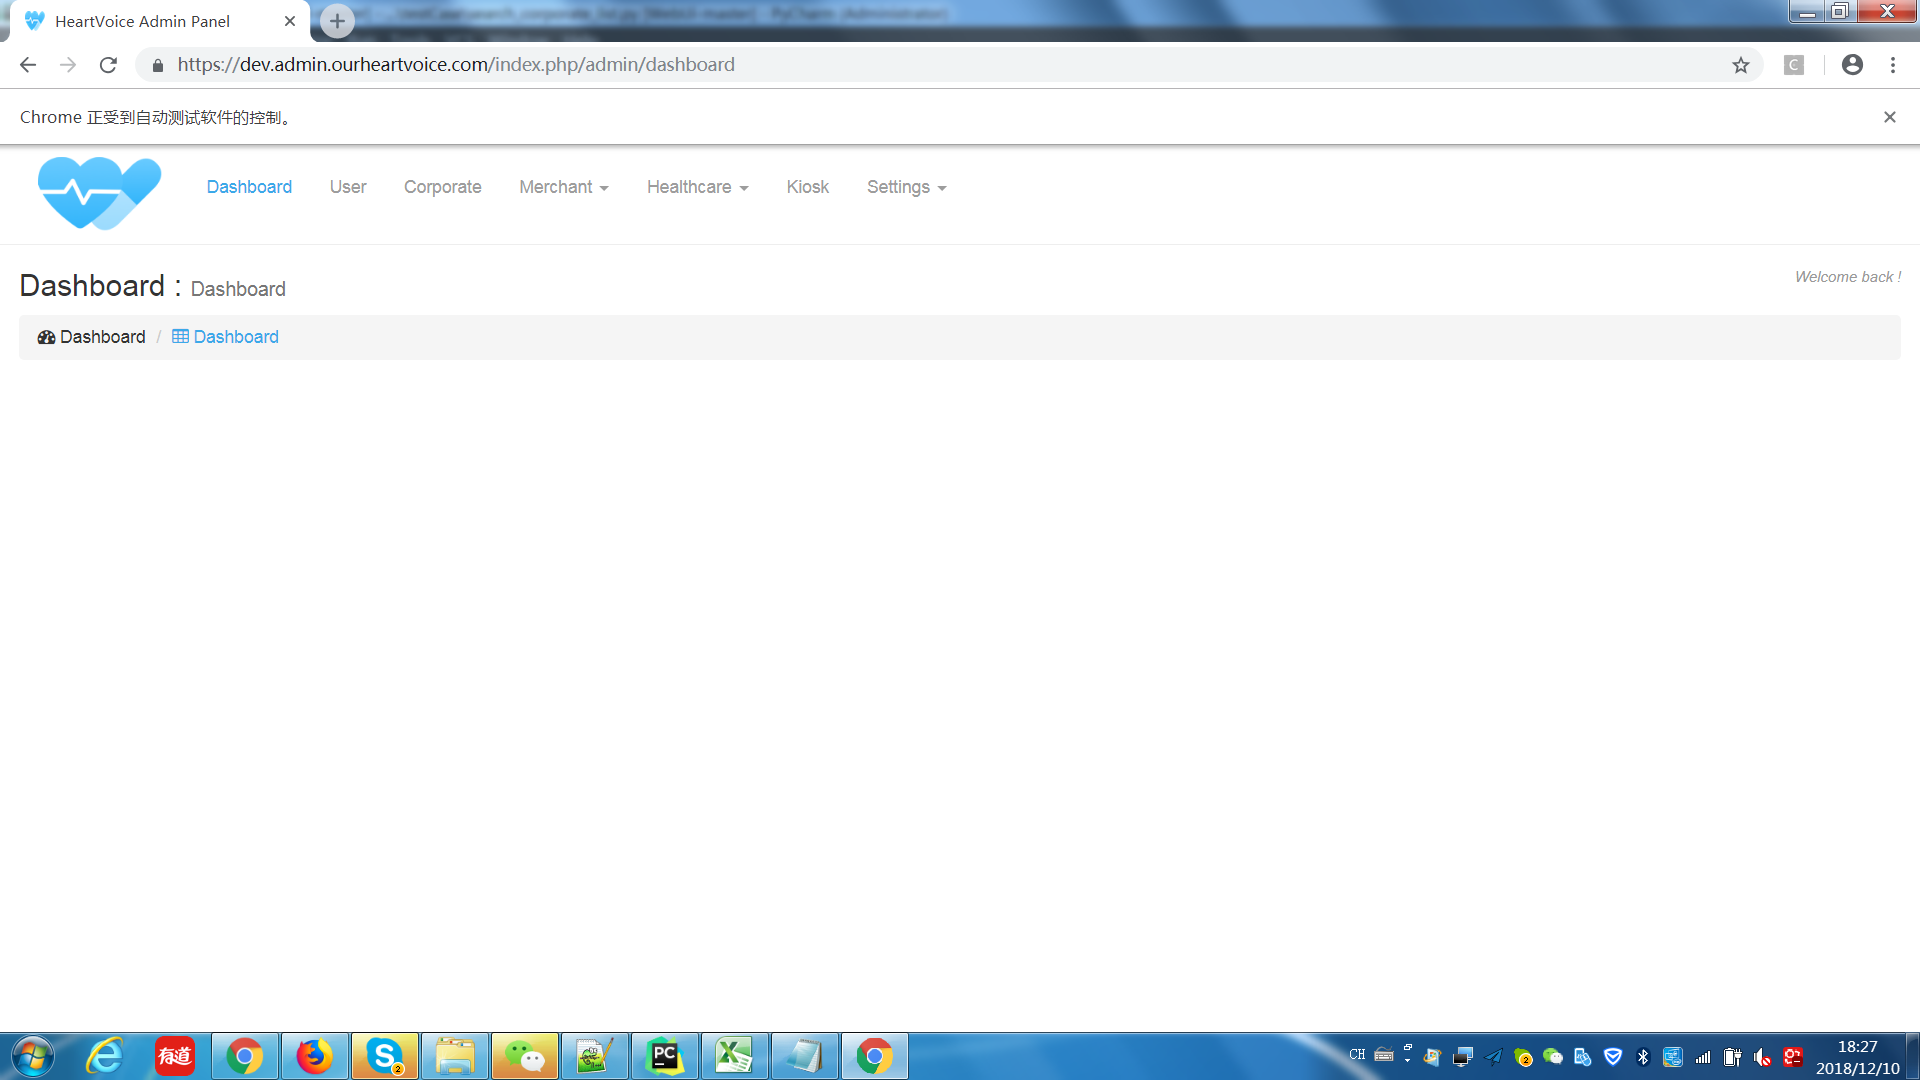 HeartVoice Admin Panel
https://dev.admin.ourheartvoice.com/index.php/admin/dashboard
C
Chrome 正受到自动测试软件的控制。
Dashboard User Corporate Merchant Healthcare Kiosk Settings
Dashboard : Dashboard
Welcome back !
Dashboard / Dashboard
有道
2
PC
CH
2
18:27
2018/12/10